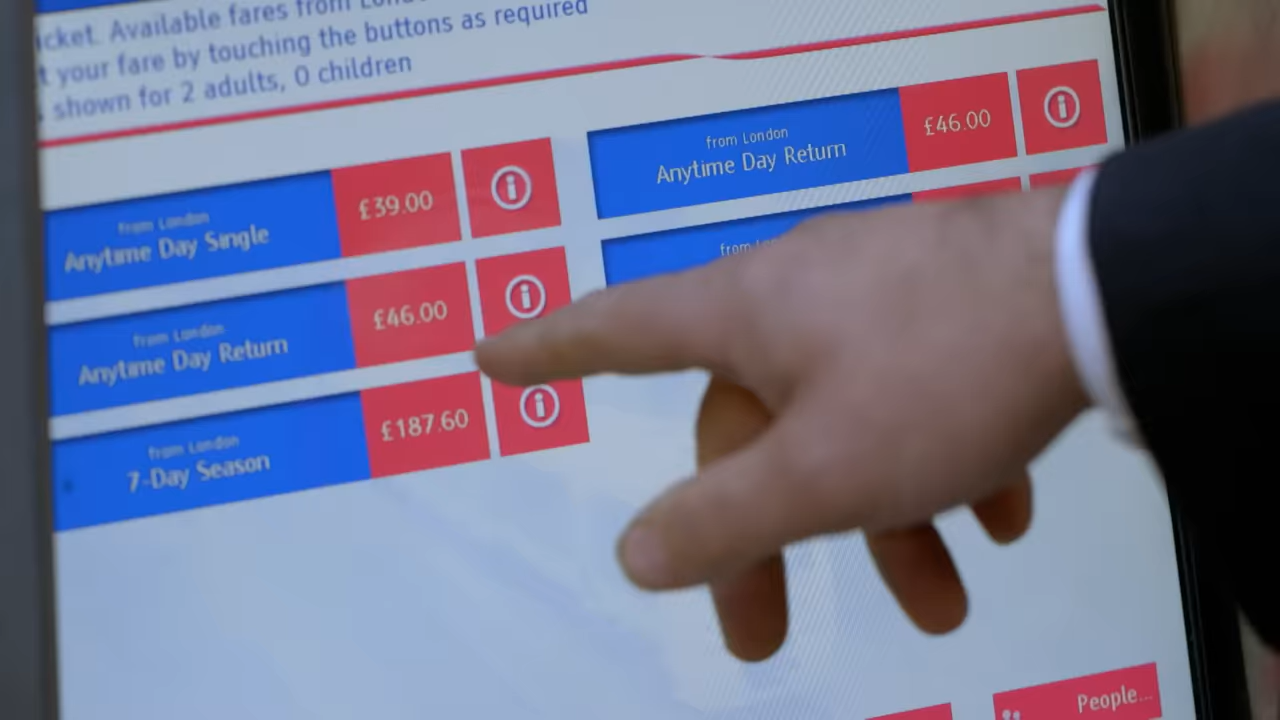 icket. Available fares from
t your fare by touching the buttons as required
shown for 2 adults, 0 children
from London
Anytime Day Single
£39.00
from London
Anytime Day Return
£46.00
from London
7-Day Season
£187.60
from London
Anytime Day Return
£46.00
from
People...